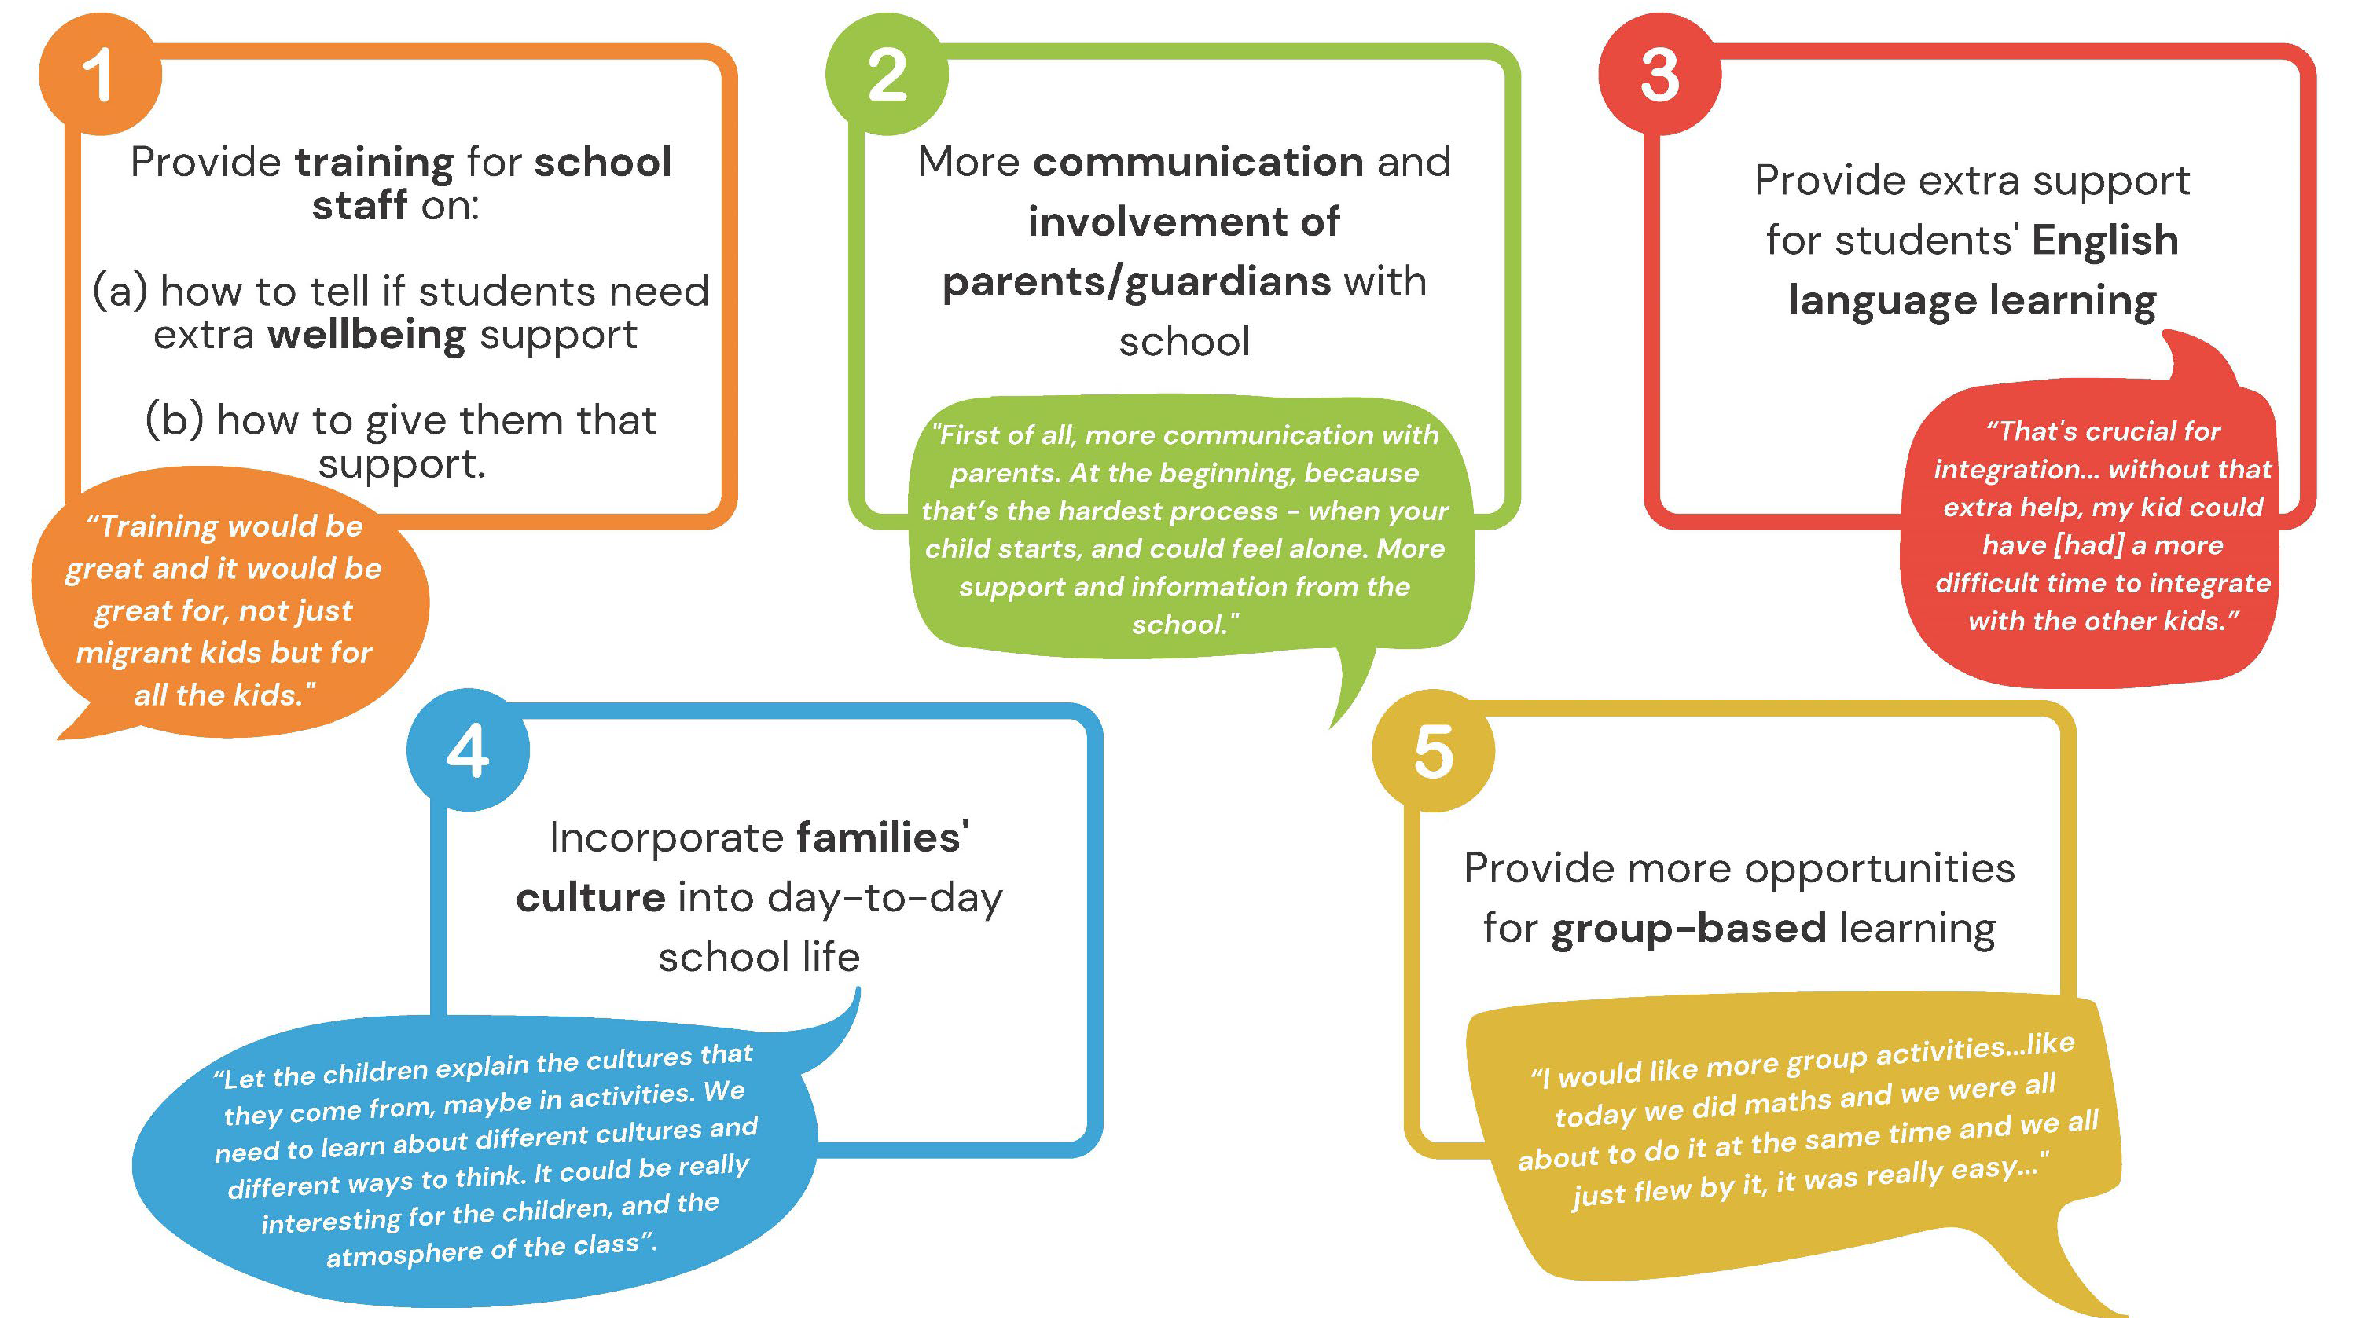 1
Provide training for school
staff on:
(a) how to tell if students need
extra wellbeing support
(b) how to give them that
support.
“Training would be
great and it would be
great for, not just
migrant kids but for
all the kids."
2
More communication and
involvement of
parents/guardians with
school
"First of all, more communication with
parents. At the beginning, because
that’s the hardest process - when your
child starts, and could feel alone. More
support and information from the
school."
3
Provide extra support
for students' English
language learning
“That's crucial for
integration... without that
extra help, my kid could
have [had] a more
difficult time to integrate
with the other kids.”
4
Incorporate families'
culture into day-to-day
school life
“Let the children explain the cultures that
they come from, maybe in activities. We
need to learn about different cultures and
different ways to think. It could be really
interesting for the children, and the
atmosphere of the class”.
5
Provide more opportunities
for group-based learning
“I would like more group activities...like
today we did maths and we were all
about to do it at the same time and we all
just flew by it, it was really easy..."